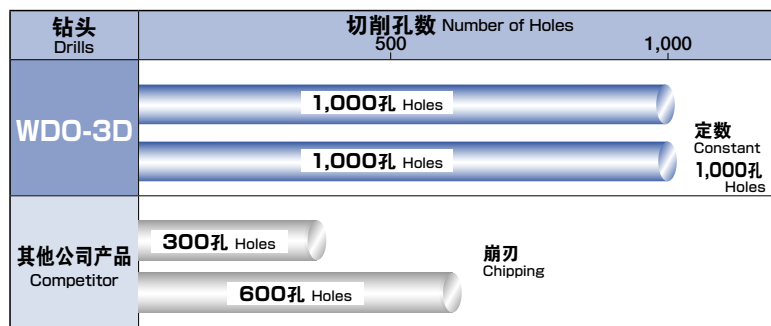 钻头
Drills
切削孔数 Number of Holes
500
1,000
WDO-3D
1,000孔 Holes
1,000孔 Holes
定数
Constant
1,000孔
Holes
其他公司产品
Competitor
300孔 Holes
600孔 Holes
崩刃
Chipping